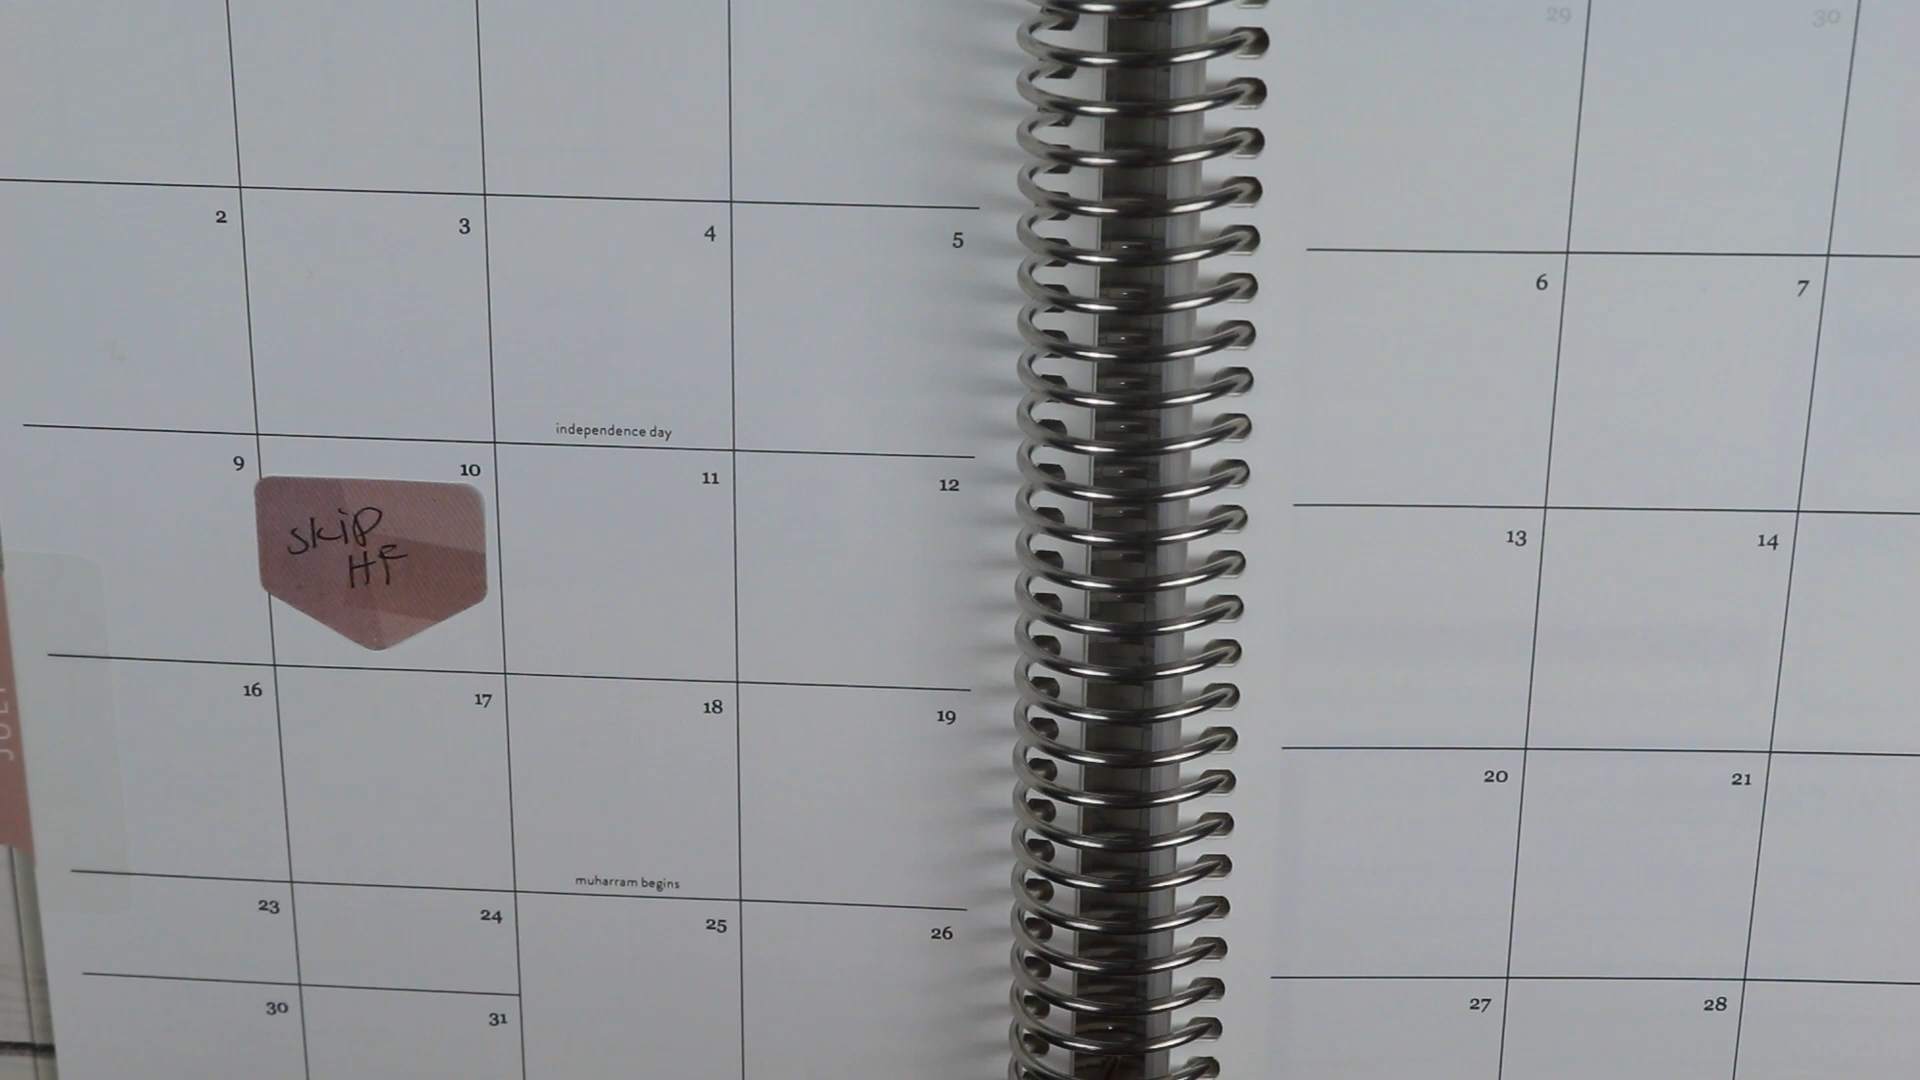 29 30
2 3 4 5 6 7
independence day
9 10 11 12 13 14
skip
HF
JULY
16 17 18 19 20 21
muharram begins
23 24 25 26 27 28
30 31